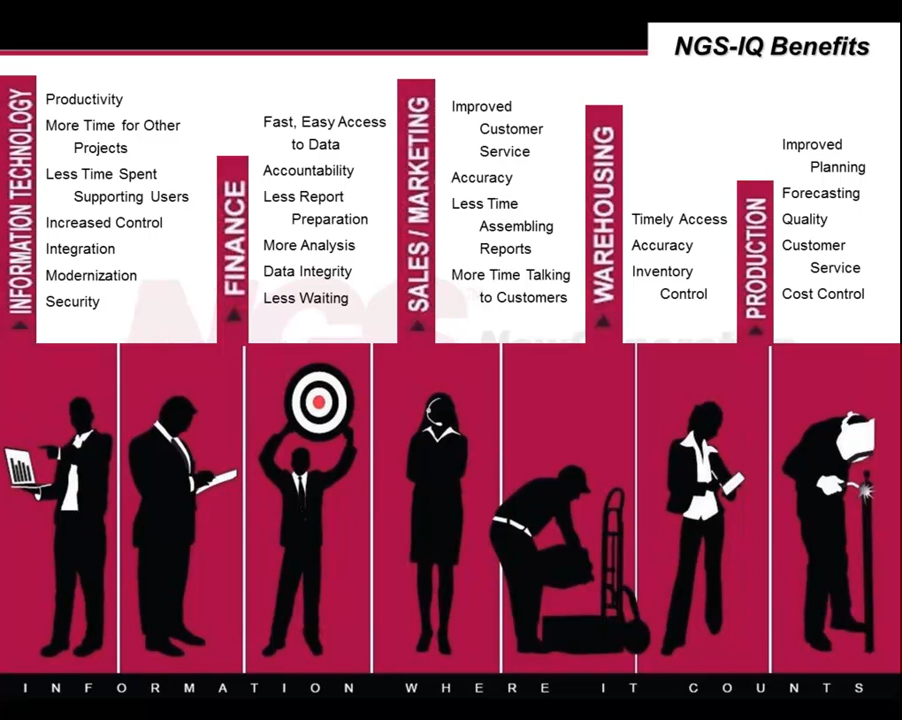 NGS-IQ Benefits
INFORMATION TECHNOLOGY
Productivity
More Time for Other
Projects
Less Time Spent
Supporting Users
Increased Control
Integration
Modernization
Security
FINANCE
Fast, Easy Access
to Data
Accountability
Less Report
Preparation
More Analysis
Data Integrity
Less Waiting
SALES / MARKETING
Improved
Customer
Service
Accuracy
Less Time
Assembling
Reports
More Time Talking
to Customers
WAREHOUSING
Timely Access
Accuracy
Inventory
Control
PRODUCTION
Improved
Planning
Forecasting
Quality
Customer
Service
Cost Control
NGS
INFORMATION WHERE IT COUNTS